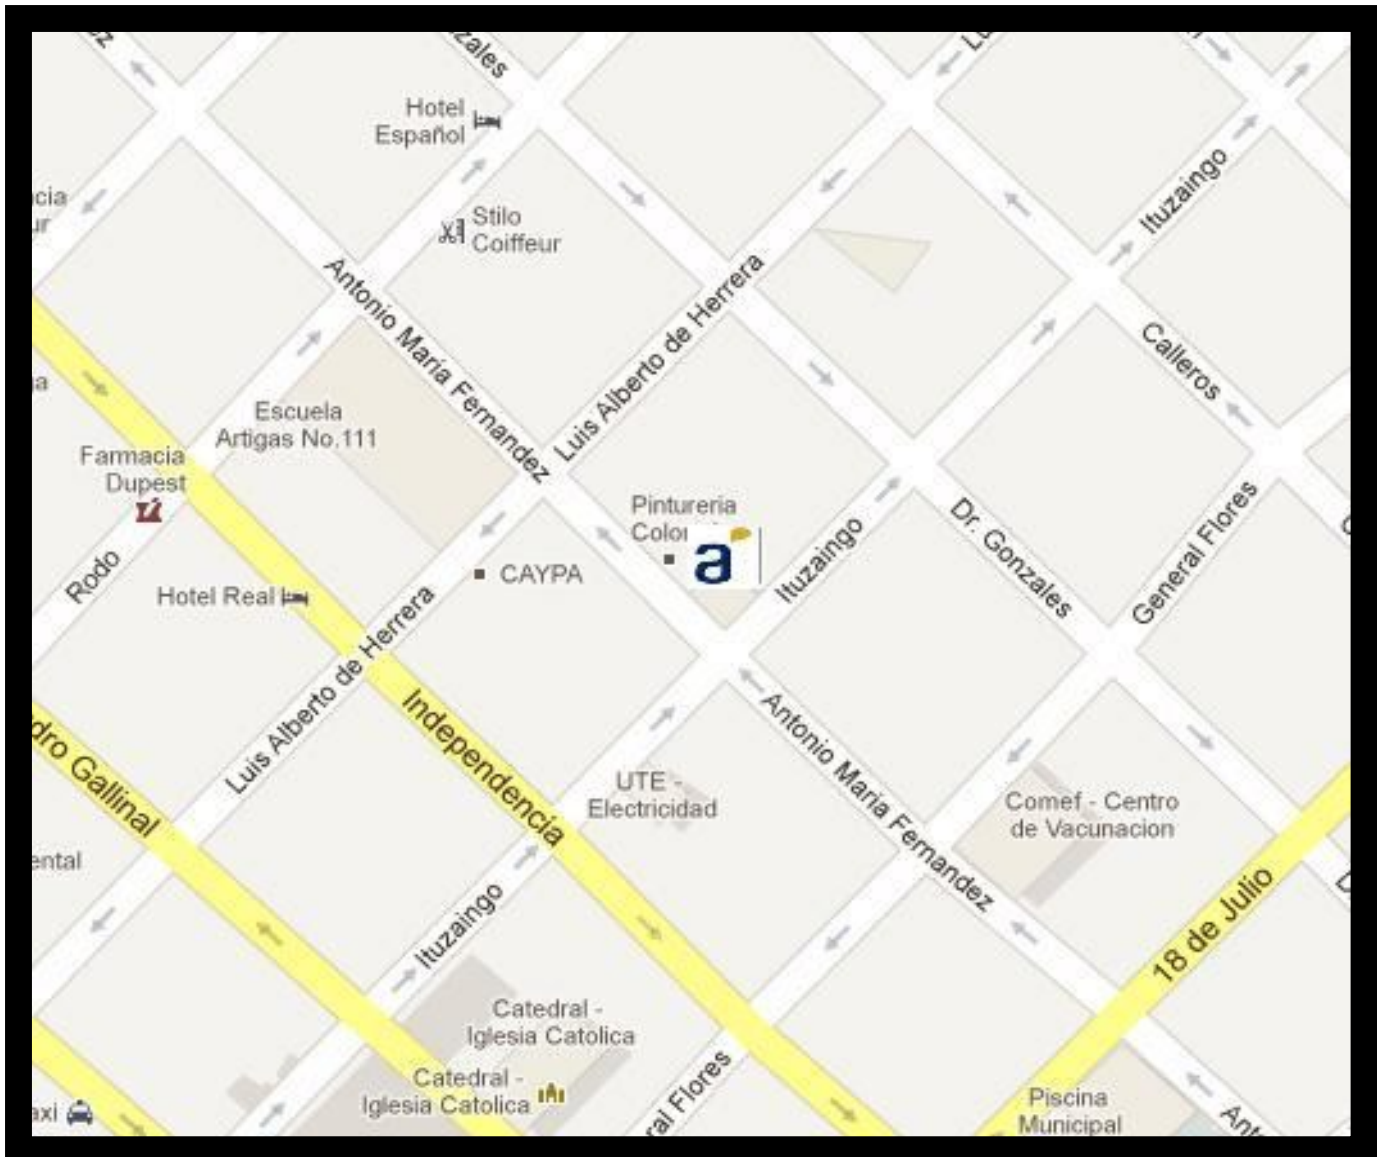 Hotel
Español
Stilo
Coiffeur
Ituzaingo
Antonio María Fernandez
Luis Alberto de Herrera
Calleros
Escuela
Artigas No.111
Farmacia
Dupest
Pintureria
a
Dr. Gonzales
General Flores
Ituzaingo
CAYPA
Rodo
Hotel Real
Luis Alberto de Herrera
Independencia
Gallinal
UTE -
Electricidad
Antonio María Fernandez
Comef - Centro
de Vacunacion
18 de Julio
Ituzaingo
Catedral -
Iglesia Catolica
Catedral -
Iglesia Catolica
Flores
Piscina
Municipal